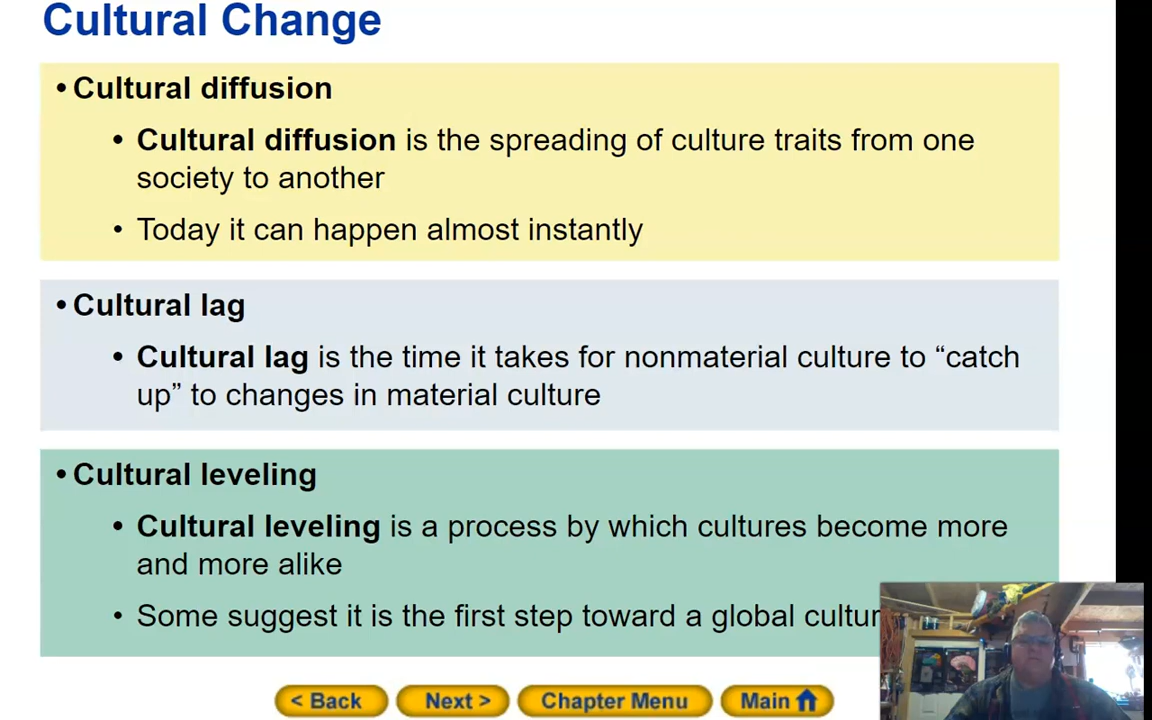 Cultural Change
• Cultural diffusion
• Cultural diffusion is the spreading of culture traits from one
society to another
• Today it can happen almost instantly
• Cultural lag
• Cultural lag is the time it takes for nonmaterial culture to “catch
up” to changes in material culture
• Cultural leveling
• Cultural leveling is a process by which cultures become more
and more alike
• Some suggest it is the first step toward a global cultur
< Back
Next >
Chapter Menu
Main